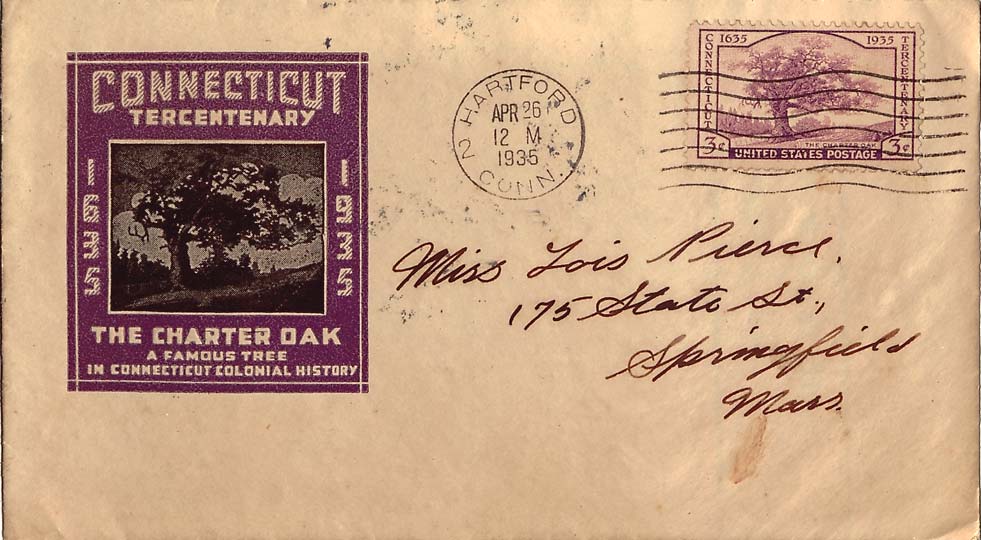 CONNECTICUT
TERCENTENARY
1635
1935
THE CHARTER OAK
A FAMOUS TREE
IN CONNECTICUT COLONIAL HISTORY
HARTFORD
APR 26
12 M
1935
2
CONN.
1635 1935
CONNECTICUT
TERCENTENARY
THE CHARTER OAK
3¢ UNITED STATES POSTAGE 3¢
Miss Lois Pierce,
175 State St.,
Springfield
Mass.